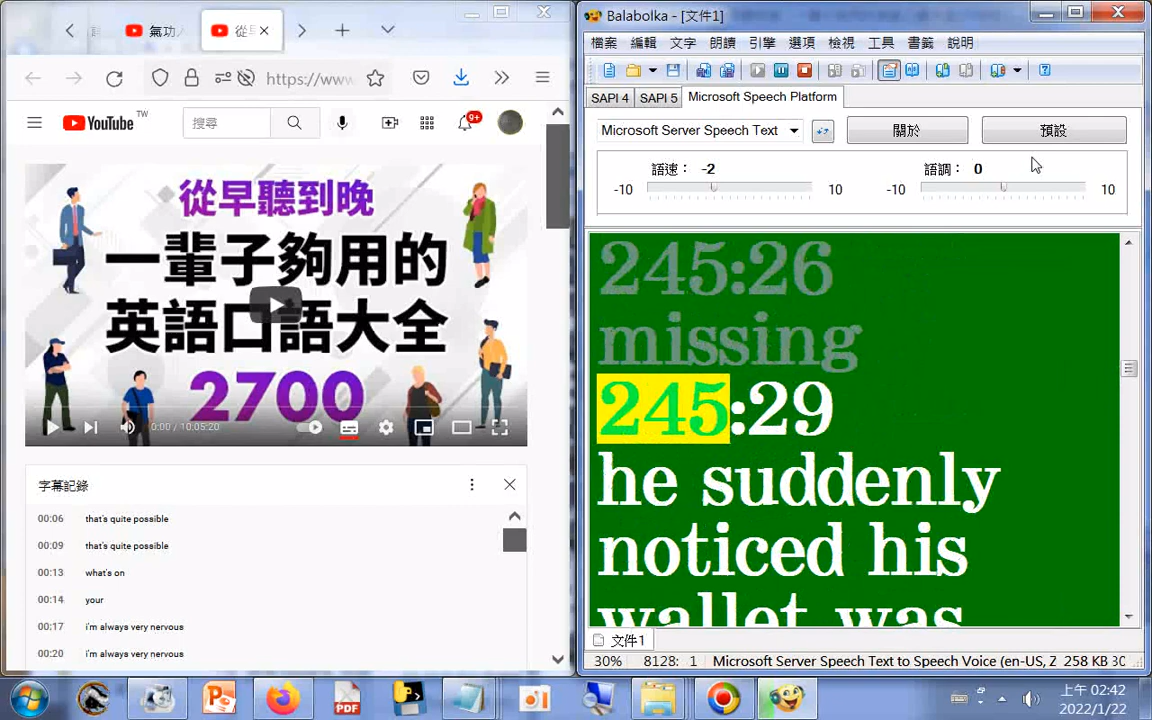 氣功
從
https://www
YouTube TW
搜尋
9+
從早聽到晚
一輩子夠用的
英語口語大全
2700
0:00 / 10:05:20
字幕記錄
00:06 that's quite possible
00:09 that's quite possible
00:13 what's on
00:14 your
00:17 i'm always very nervous
00:20 i'm always very nervous
Balabolka - [文件1]
檔案 編輯 文字 朗讀 引擎 選項 檢視 工具 書籤 說明
SAPI 4 SAPI 5 Microsoft Speech Platform
Microsoft Server Speech Text 關於 預設
語速： -2 語調： 0
-10 10 -10 10
245:26
missing
245:29
he suddenly
noticed his
wallet was
文件1
30% 8128: 1 Microsoft Server Speech Text to Speech Voice (en-US, Z 258 KB 30
PDF
上午 02:42
2022/1/22